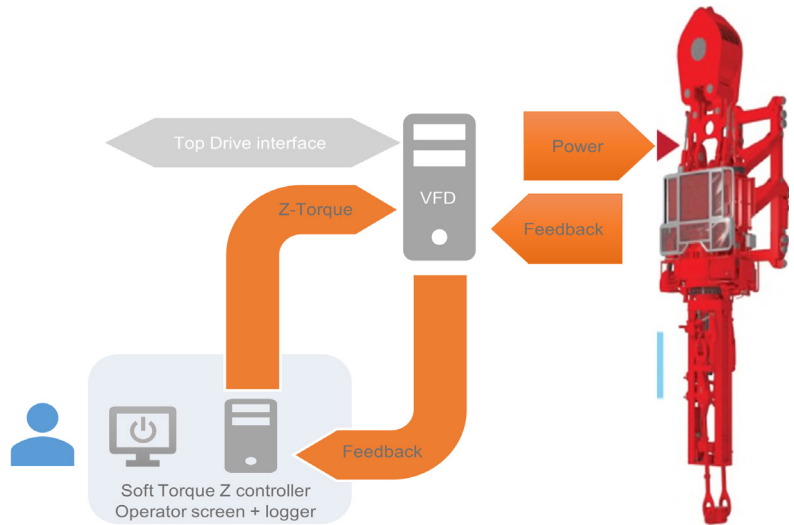 Top Drive interface
Power
Z-Torque
VFD
Feedback
Feedback
Soft Torque Z controller
Operator screen + logger